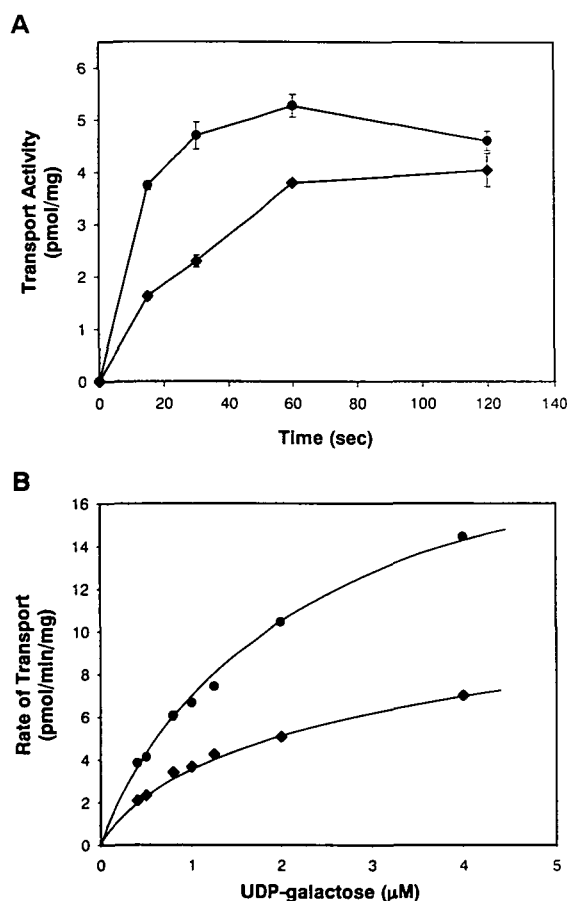 A
6
5
4
3
2
1
0
Transport Activity
(pmol/mg)
0 20 40 60 80 100 120 140
Time (sec)
B
16
14
12
10
8
6
4
2
0
Rate of Transport
(pmol/min/mg)
0 1 2 3 4 5
UDP-galactose (μM)